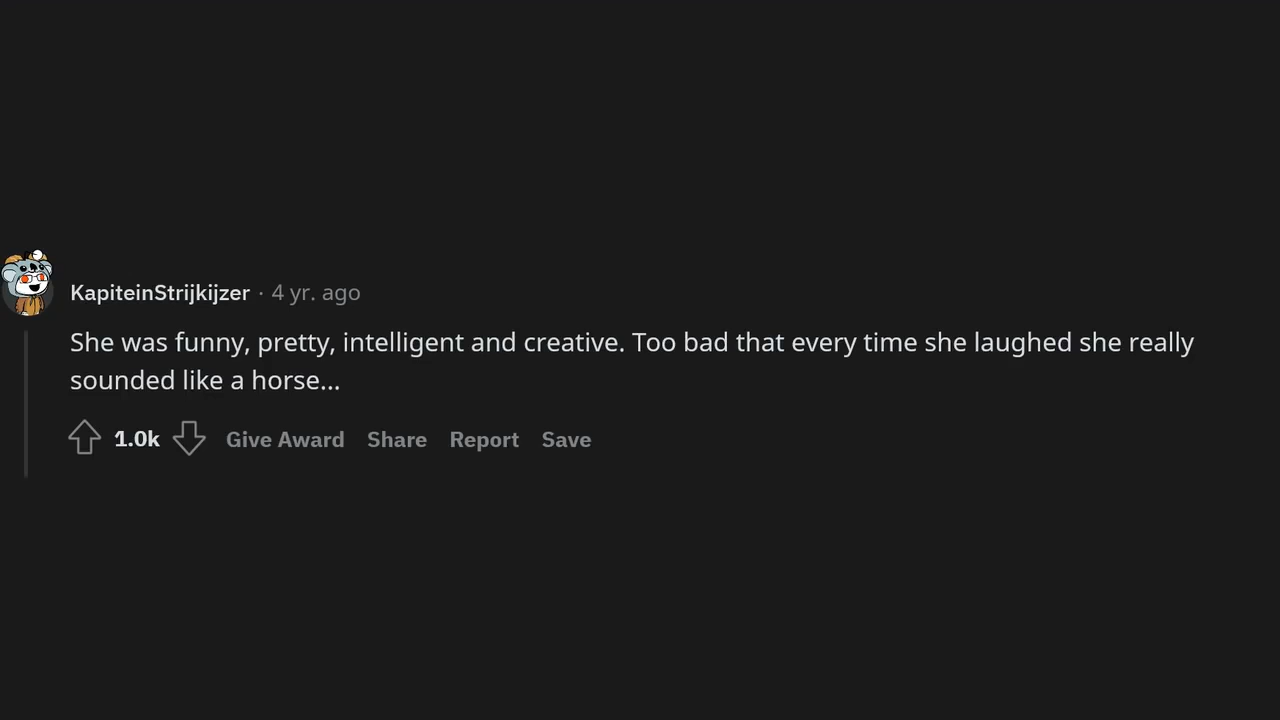 KapiteinStrijkijzer · 4 yr. ago
She was funny, pretty, intelligent and creative. Too bad that every time she laughed she really
sounded like a horse...
1.0k Give Award Share Report Save